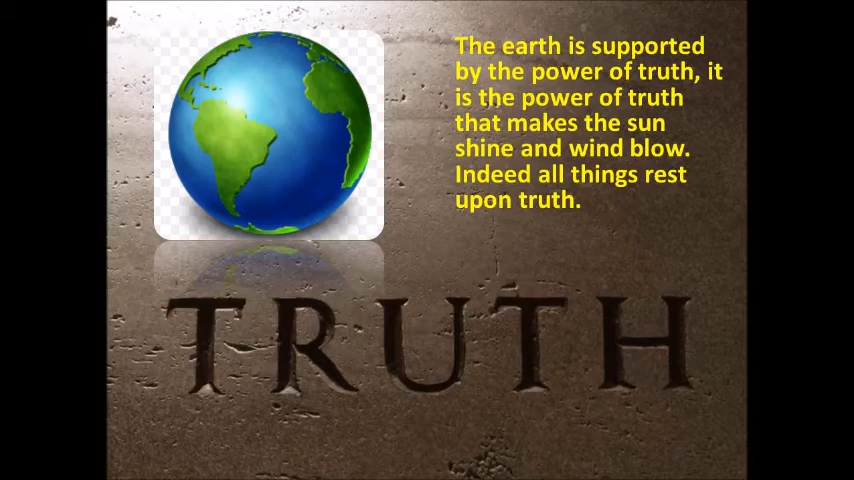 The earth is supported
by the power of truth, it
is the power of truth
that makes the sun
shine and wind blow.
Indeed all things rest
upon truth.
TRUTH